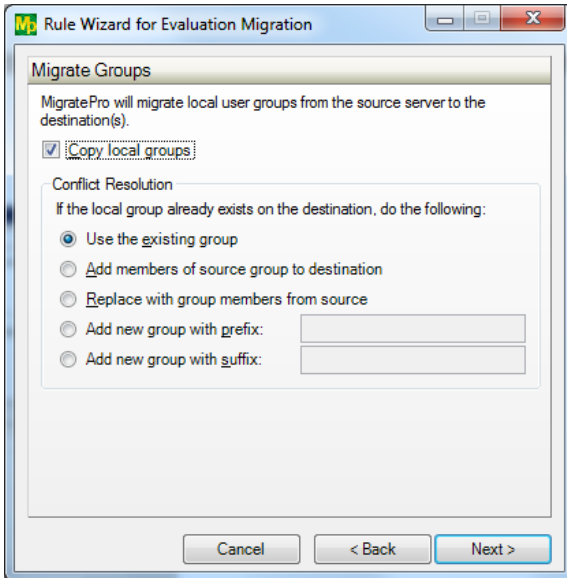 Mp Rule Wizard for Evaluation Migration
Migrate Groups
MigratePro will migrate local user groups from the source server to the
destination(s).
Copy local groups
Conflict Resolution
If the local group already exists on the destination, do the following:
Use the existing group
Add members of source group to destination
Replace with group members from source
Add new group with prefix:
Add new group with suffix:
Cancel
< Back
Next >